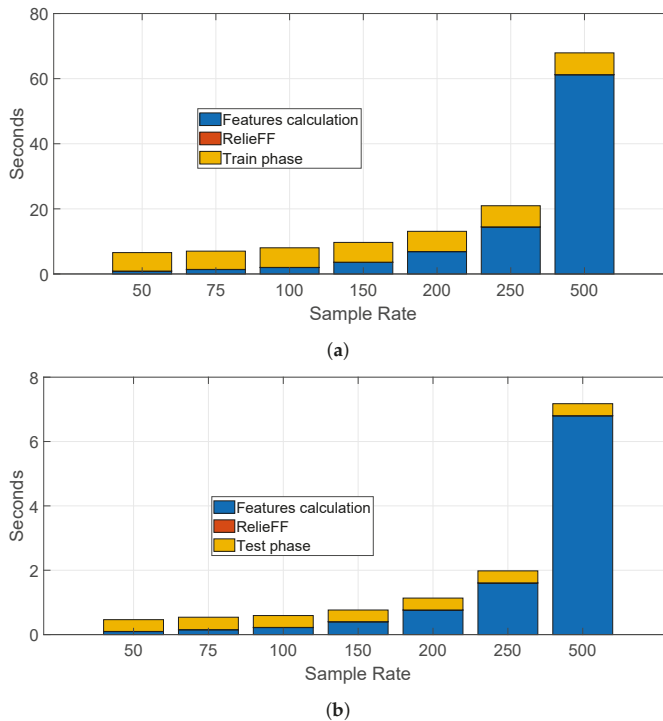 80
60
40
20
0
Seconds
Features calculation
RelieFF
Train phase
50 75 100 150 200 250 500
Sample Rate
(a)
8
6
4
2
0
Seconds
Features calculation
RelieFF
Test phase
50 75 100 150 200 250 500
Sample Rate
(b)